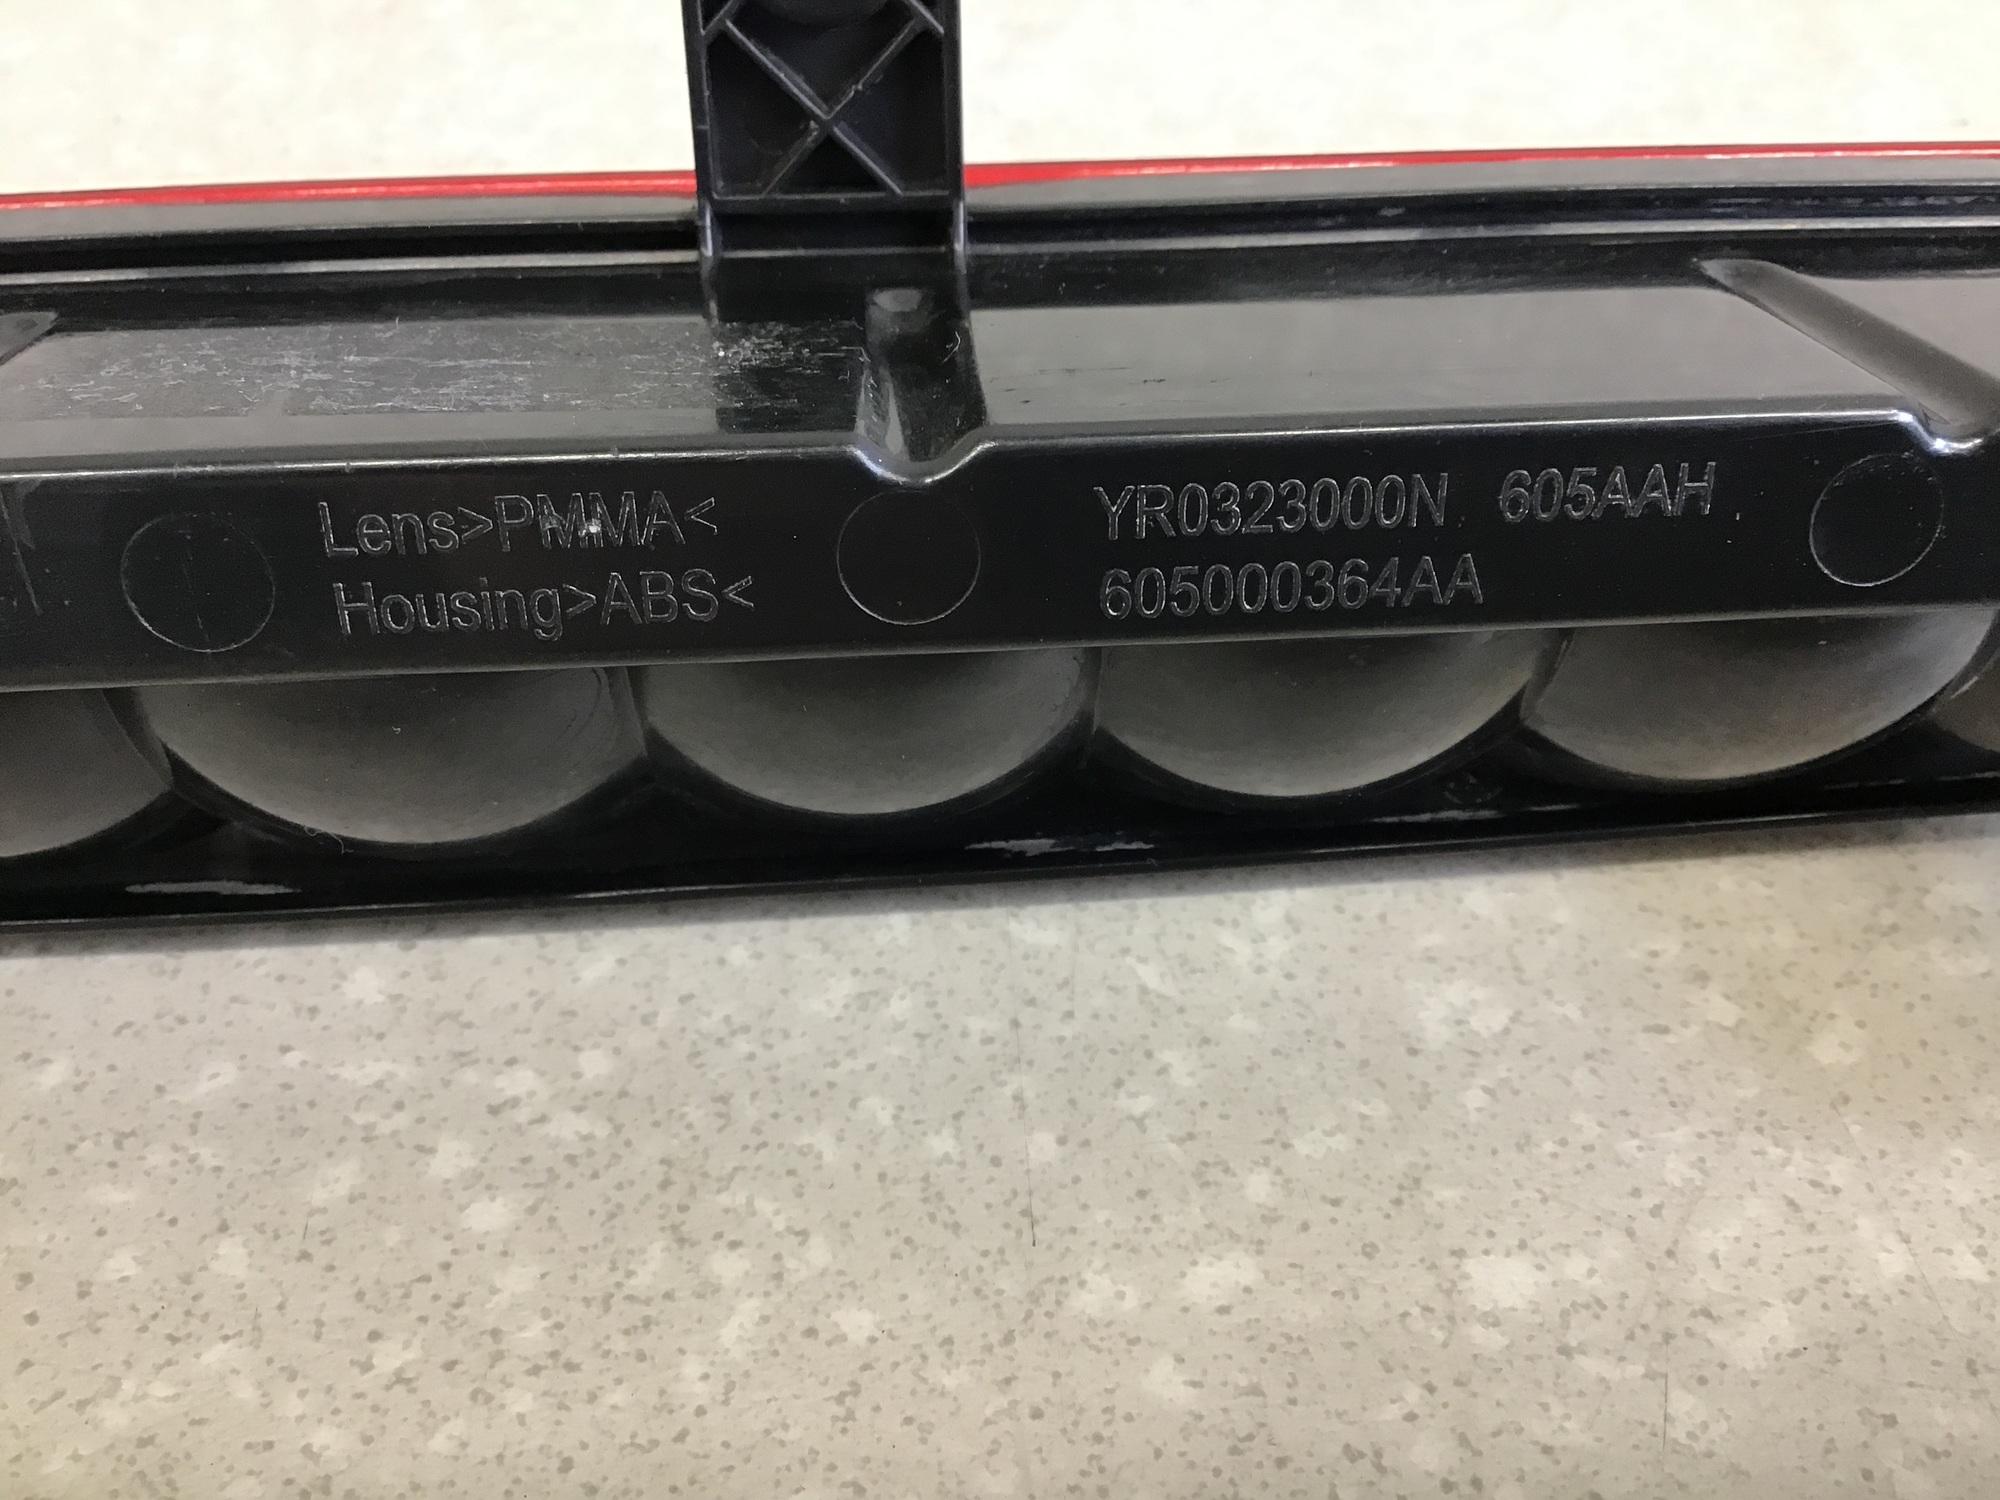 Lens>PMMA<
Housing>ABS<
YR0323000N 605AAH
605000364AA